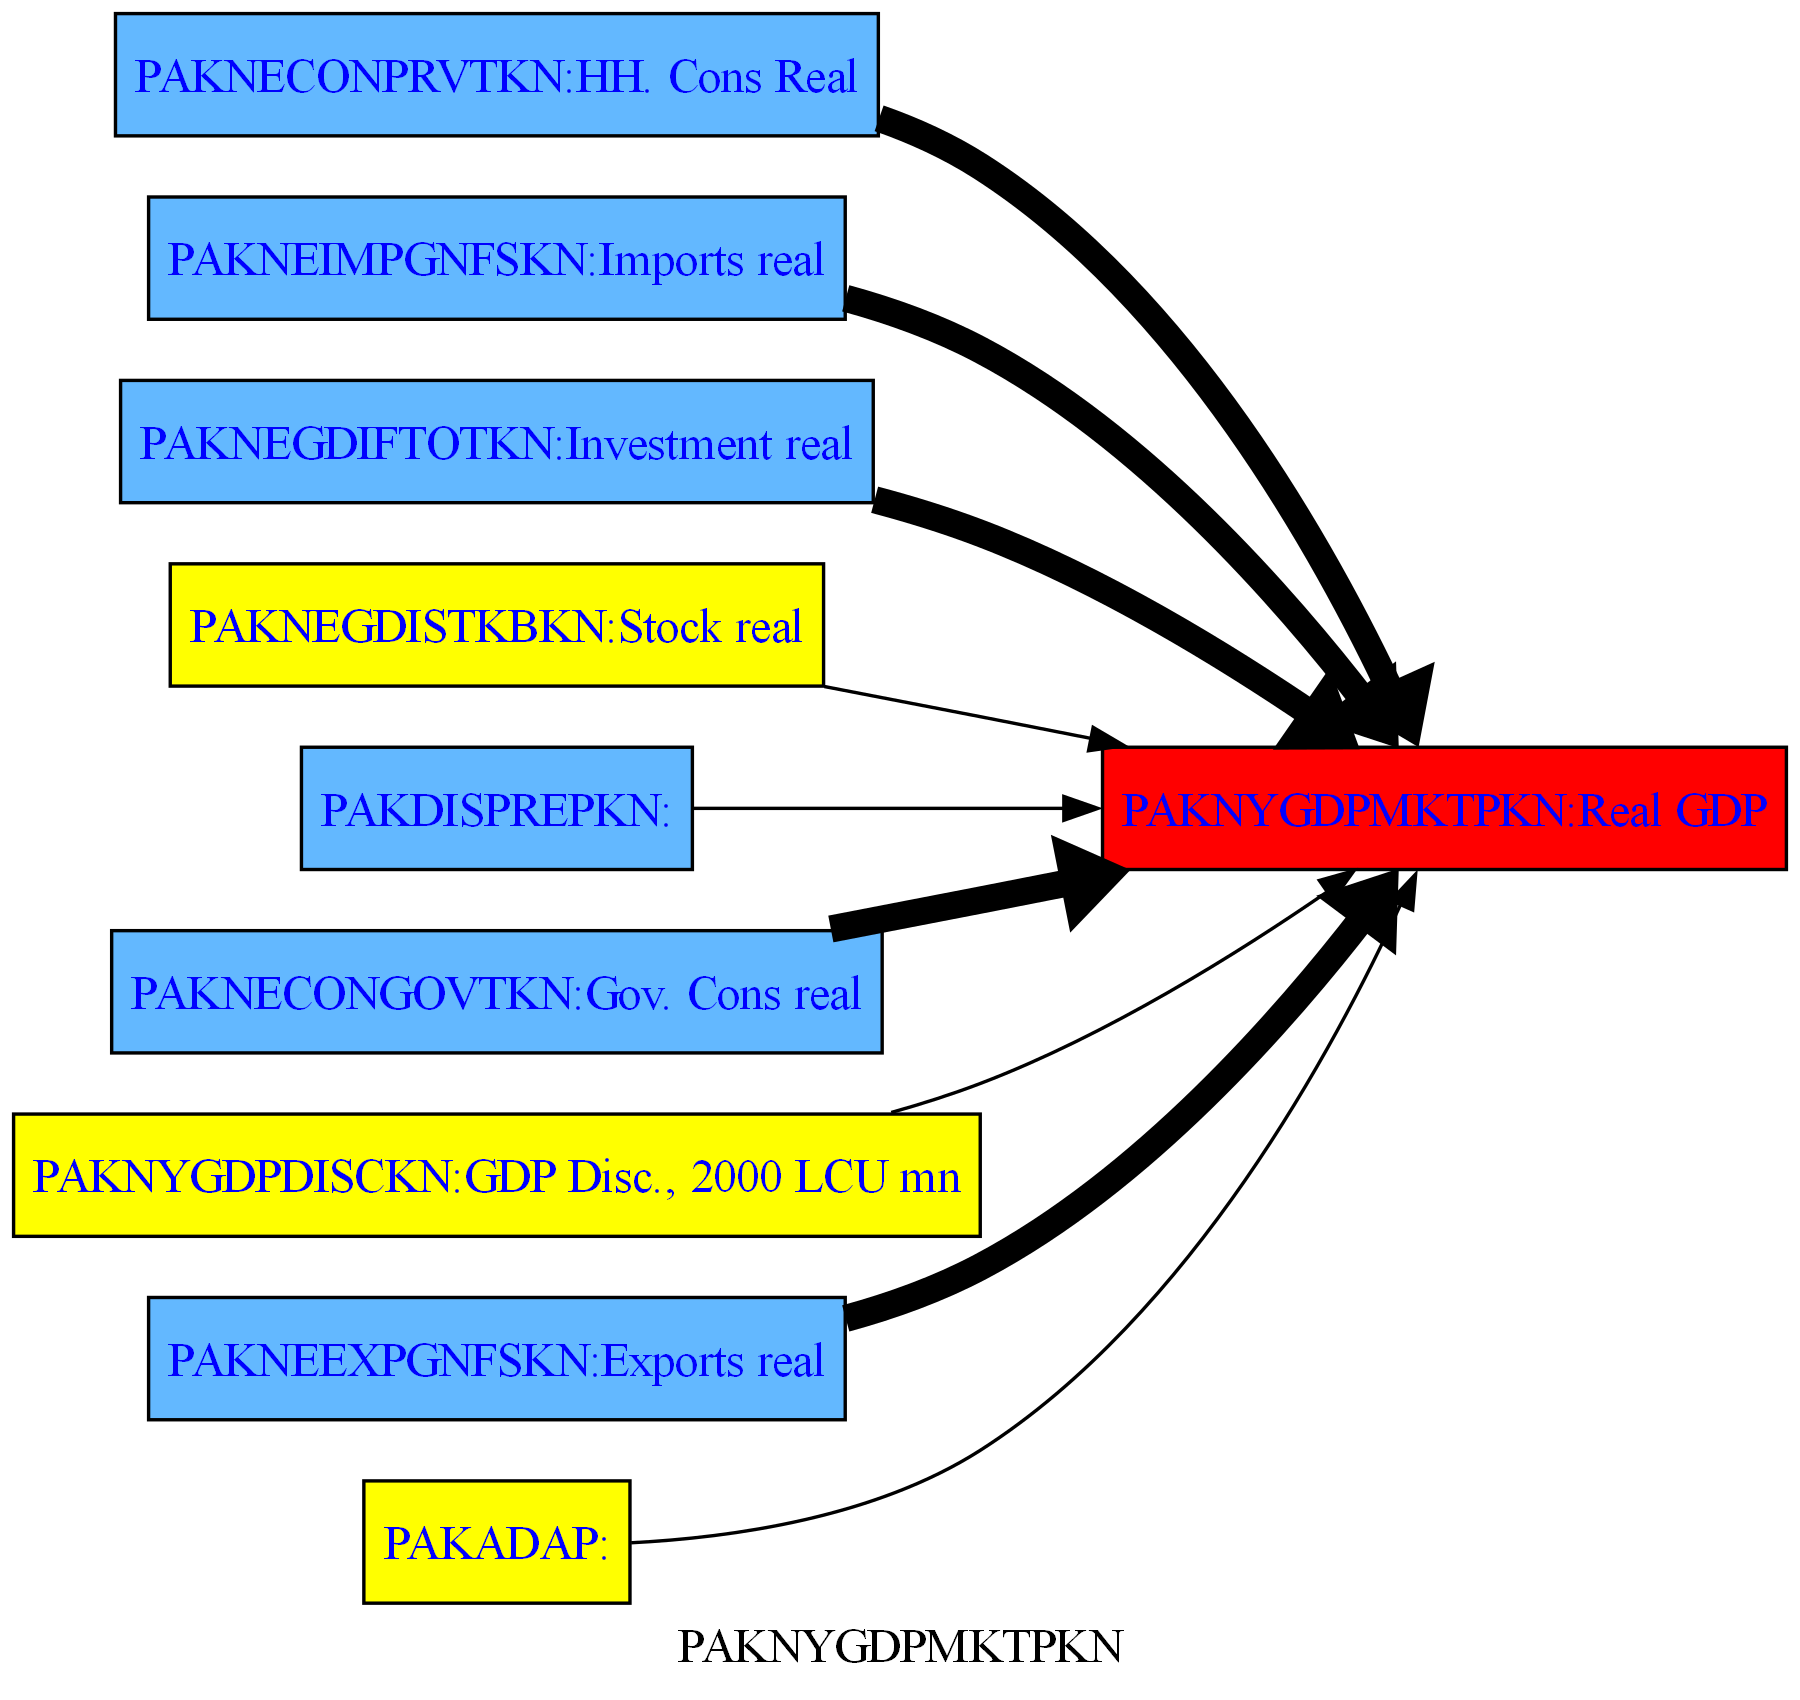 PAKNECONPRVTKN:HH. Cons Real
PAKNEIMPGNFSKN:Imports real
PAKNEGDIFTOTKN:Investment real
PAKNEGDISTKBKN:Stock real
PAKDISPREPKN:
PAKNYGDPMKTPKN:Real GDP
PAKNECONGOVTKN:Gov. Cons real
PAKNYGDPDISCKN:GDP Disc., 2000 LCU mn
PAKNEEXPGNFSKN:Exports real
PAKADAP:
PAKNYGDPMKTPKN